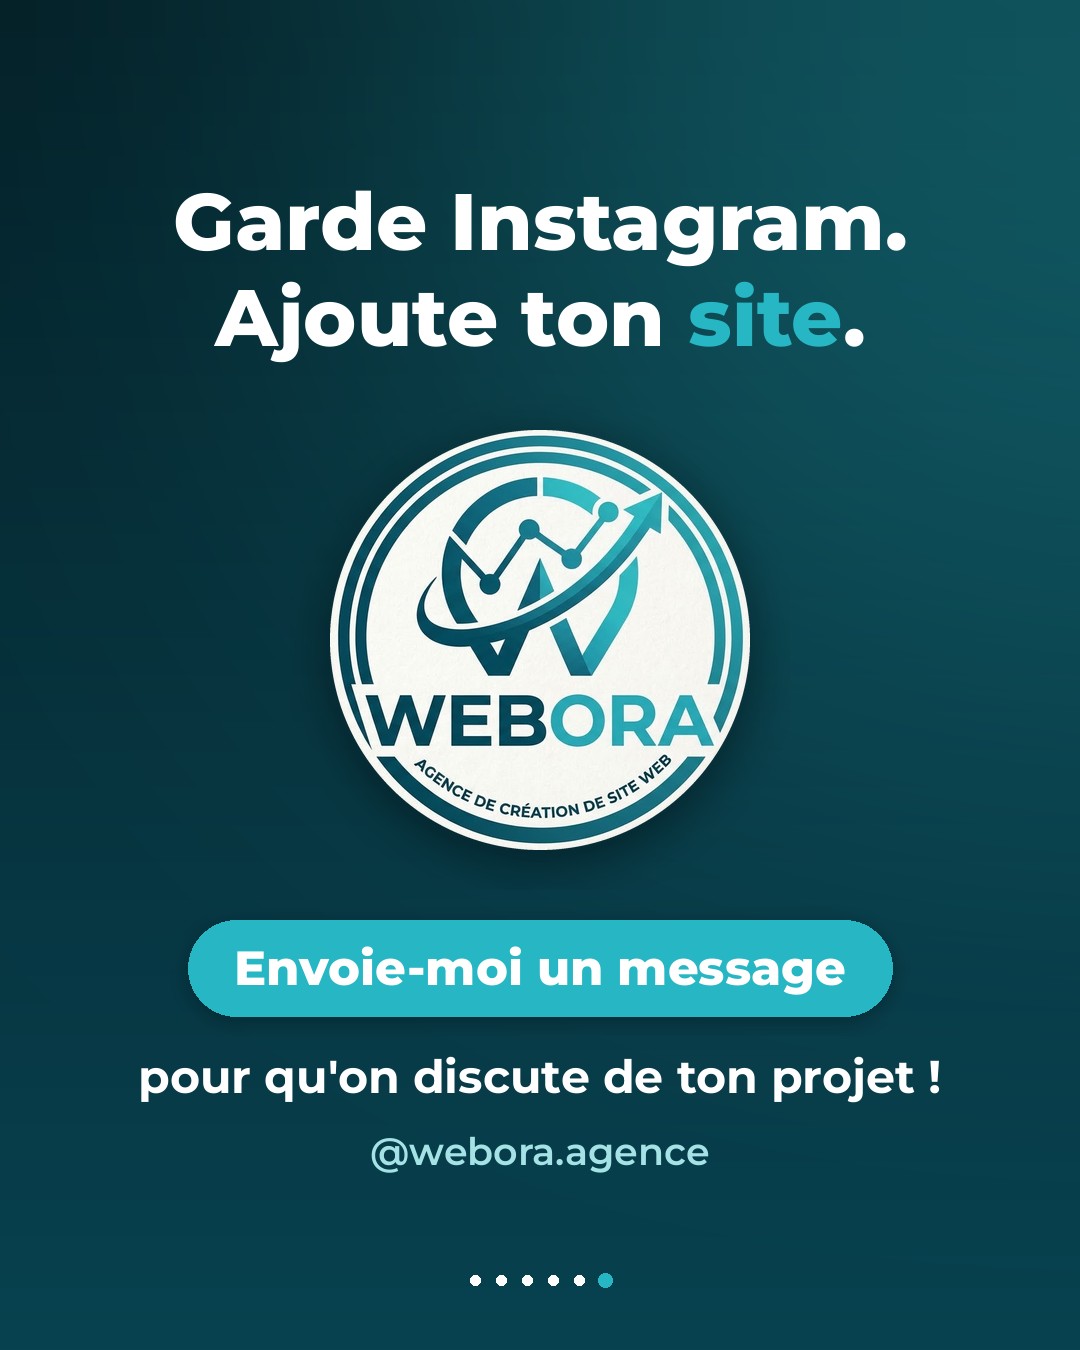 Garde Instagram.
Ajoute ton site.
WEBORA
AGENCE DE CRÉATION DE SITE WEB
Envoie-moi un message
pour qu'on discute de ton projet !
@webora.agence